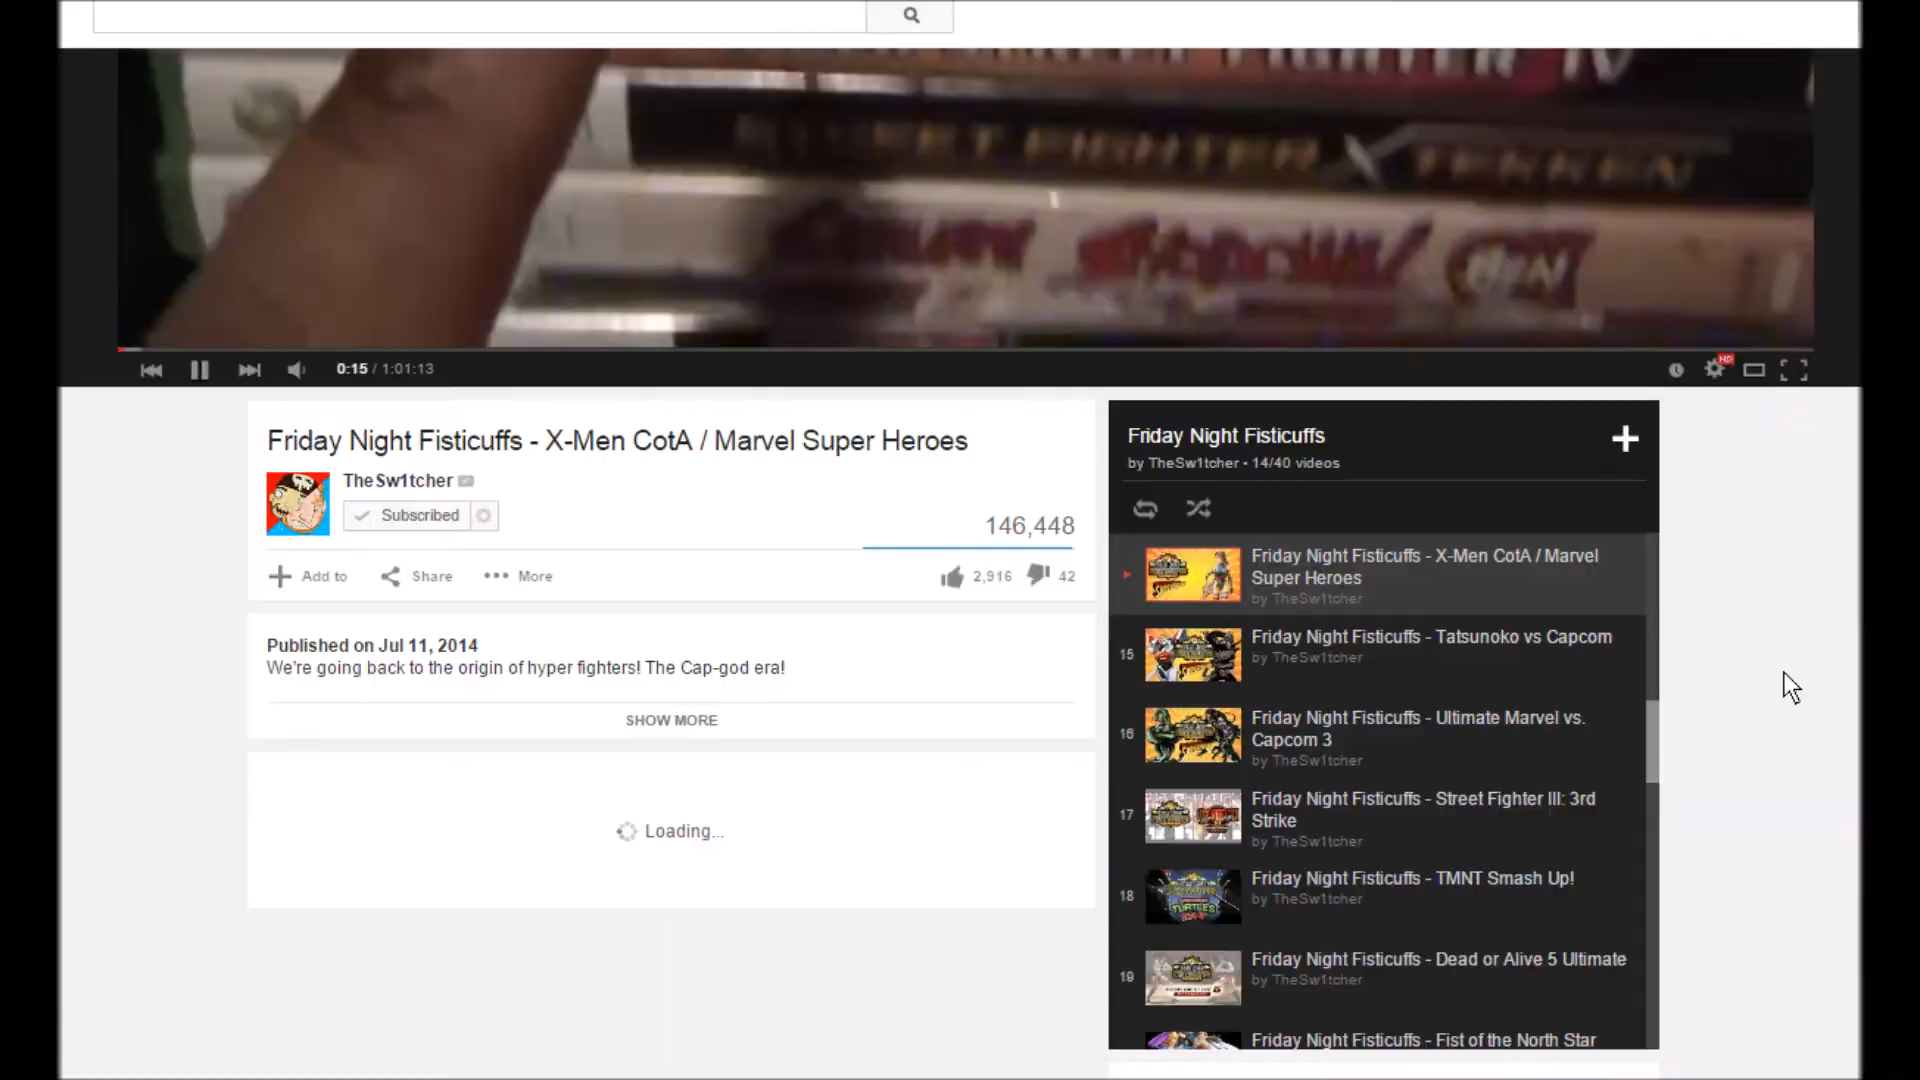 FIGHTER IV
STREET FIGHTER X TEKKEN
0:15 / 1:01:13
HD
Friday Night Fisticuffs - X-Men CotA / Marvel Super Heroes
TheSw1tcher
Subscribed
146,448
Add to
Share
More
2,916
42
Published on Jul 11, 2014
We're going back to the origin of hyper fighters! The Cap-god era!
SHOW MORE
Loading...
Friday Night Fisticuffs
by TheSw1tcher • 14/40 videos
Friday Night Fisticuffs - X-Men CotA / Marvel
Super Heroes
by TheSw1tcher
15
Friday Night Fisticuffs - Tatsunoko vs Capcom
by TheSw1tcher
16
Friday Night Fisticuffs - Ultimate Marvel vs.
Capcom 3
by TheSw1tcher
17
Friday Night Fisticuffs - Street Fighter III: 3rd
Strike
by TheSw1tcher
18
Friday Night Fisticuffs - TMNT Smash Up!
by TheSw1tcher
19
Friday Night Fisticuffs - Dead or Alive 5 Ultimate
by TheSw1tcher
Friday Night Fisticuffs - Fist of the North Star